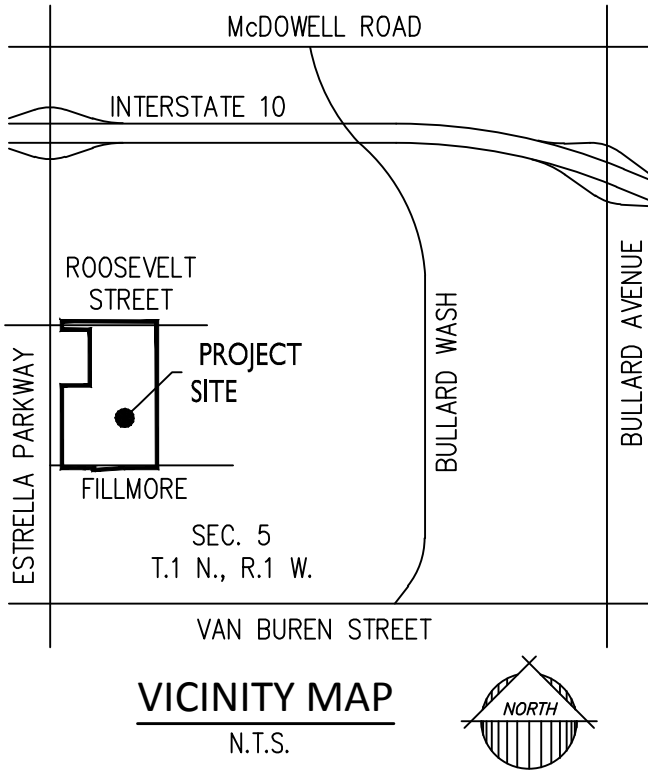 McDOWELL ROAD
INTERSTATE 10
ROOSEVELT
STREET
PROJECT
SITE
ESTRELLA PARKWAY
BULLARD WASH
BULLARD AVENUE
FILLMORE
SEC. 5
T.1 N., R.1 W.
VAN BUREN STREET
VICINITY MAP
N.T.S.
NORTH